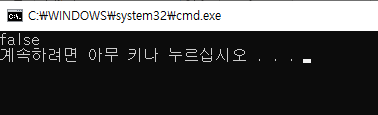 C:₩WINDOWS₩system32₩cmd.exe
false
계속하려면 아무 키나 누르십시오 . . .